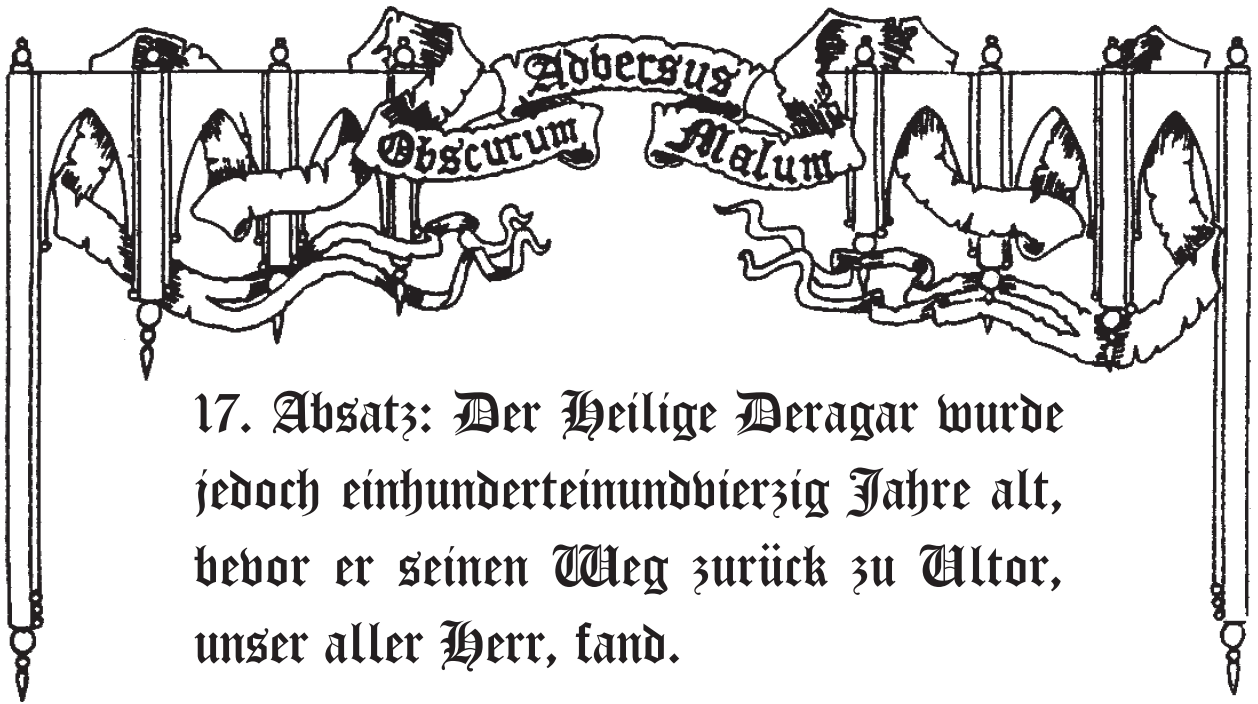 Adversus
Obscurum Malum
17. Absatz: Der Heilige Deragar wurde
jedoch einhunderteinundvierzig Jahre alt,
bevor er seinen Weg zurück zu Ultor,
unser aller Herr, fand.